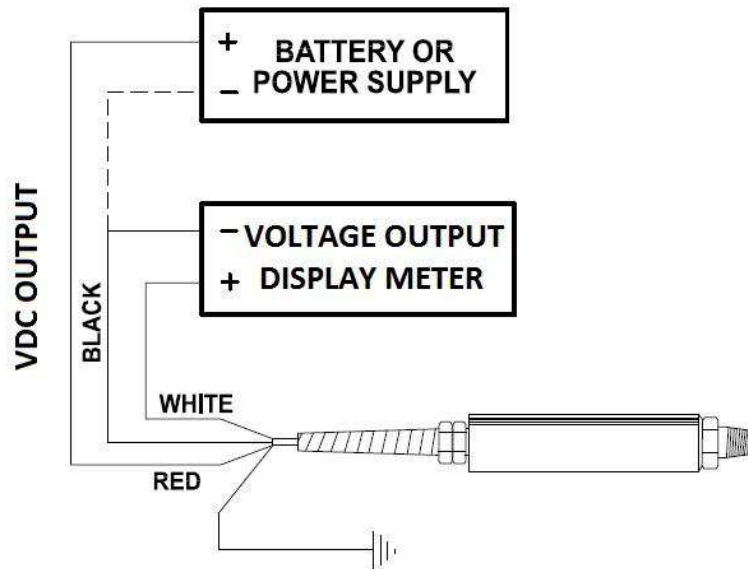 + BATTERY OR
- POWER SUPPLY
- VOLTAGE OUTPUT
+ DISPLAY METER
VDC OUTPUT
BLACK
WHITE
RED